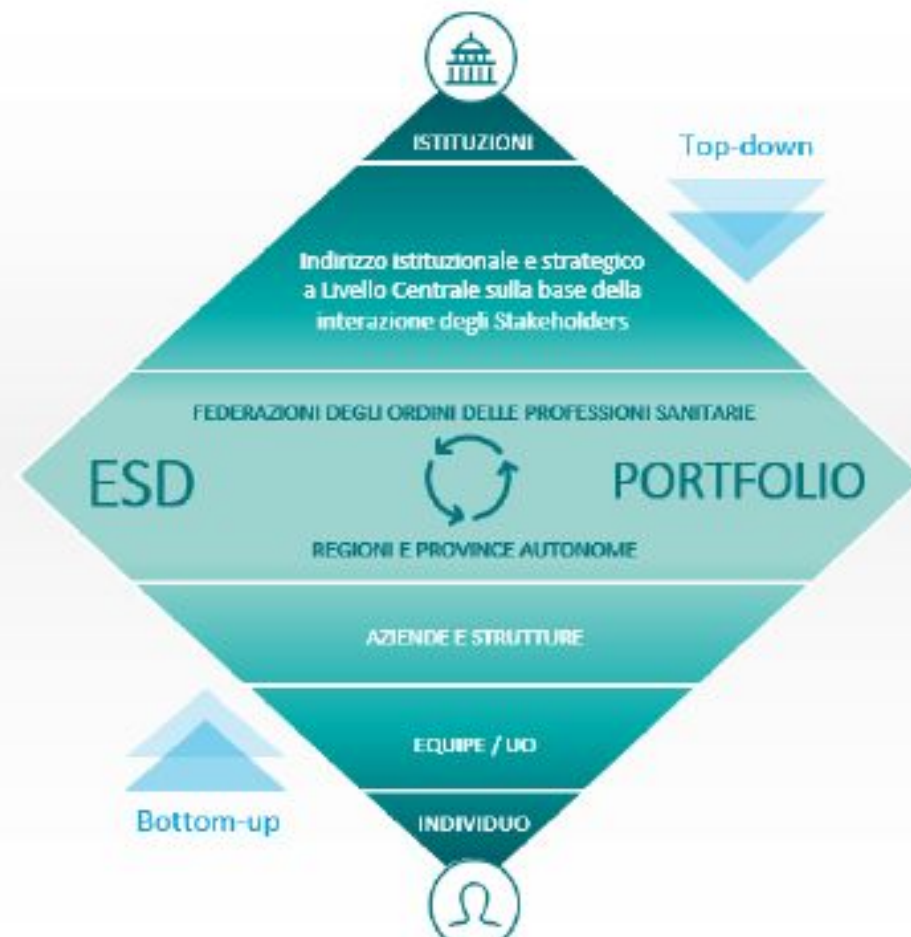 ISTITUZIONI
Top-down
Indirizzo istituzionale e strategico
a Livello Centrale sulla base della
interazione degli Stakeholders
FEDERAZIONI DEGLI ORDINI DELLE PROFESSIONI SANITARIE
ESD
PORTFOLIO
REGIONI E PROVINCE AUTONOME
AZIENDE E STRUTTURE
EQUIPE / UO
Bottom-up
INDIVIDUO